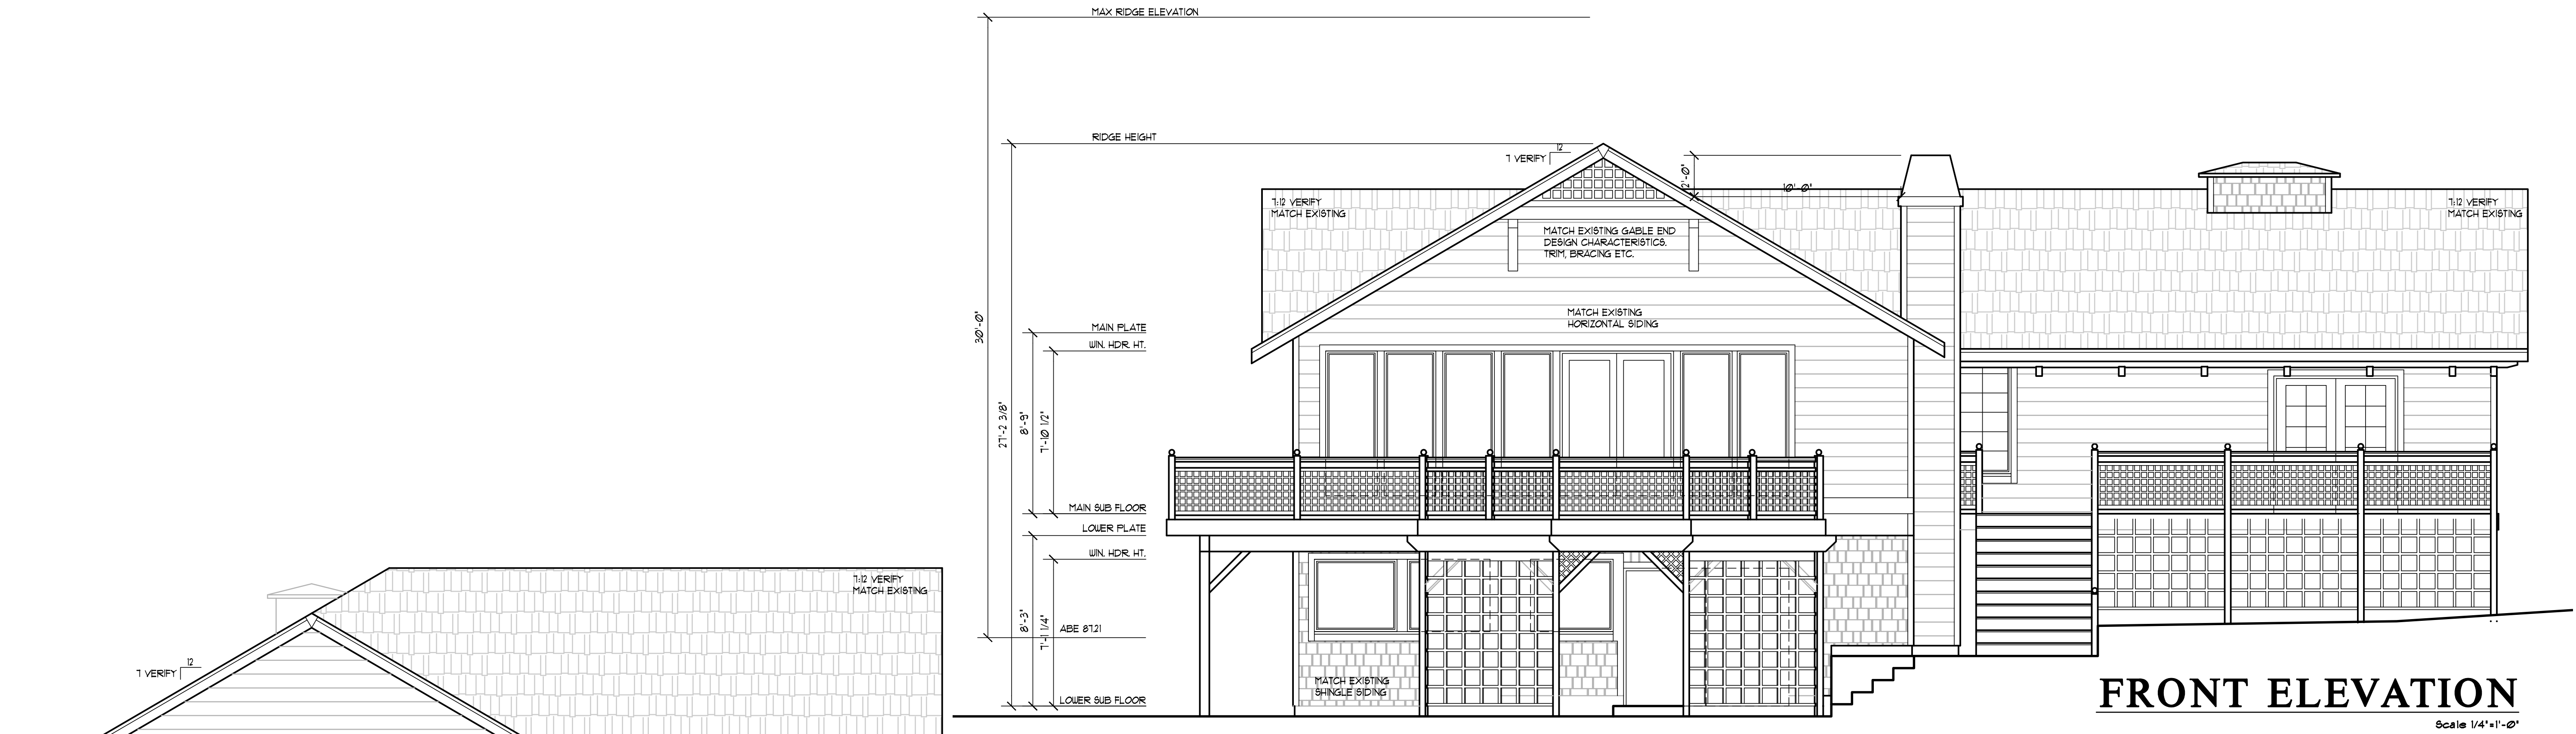 MAX RIDGE ELEVATION
RIDGE HEIGHT
7 VERIFY
12
2'-0"
10'-0"
7:12 VERIFY
MATCH EXISTING
7:12 VERIFY
MATCH EXISTING
MATCH EXISTING GABLE END
DESIGN CHARACTERISTICS.
TRIM, BRACING ETC.
MATCH EXISTING
HORIZONTAL SIDING
30'-0"
27'-2 3/8"
8'-9"
7'-10 1/2"
MAIN PLATE
WIN. HDR. HT.
MAIN SUB FLOOR
LOWER PLATE
WIN. HDR. HT.
8'-3"
7'-1 1/4"
ABE 87.21
LOWER SUB FLOOR
MATCH EXISTING
SHINGLE SIDING
7:12 VERIFY
MATCH EXISTING
7 VERIFY
12
FRONT ELEVATION
Scale 1/4"=1'-0"